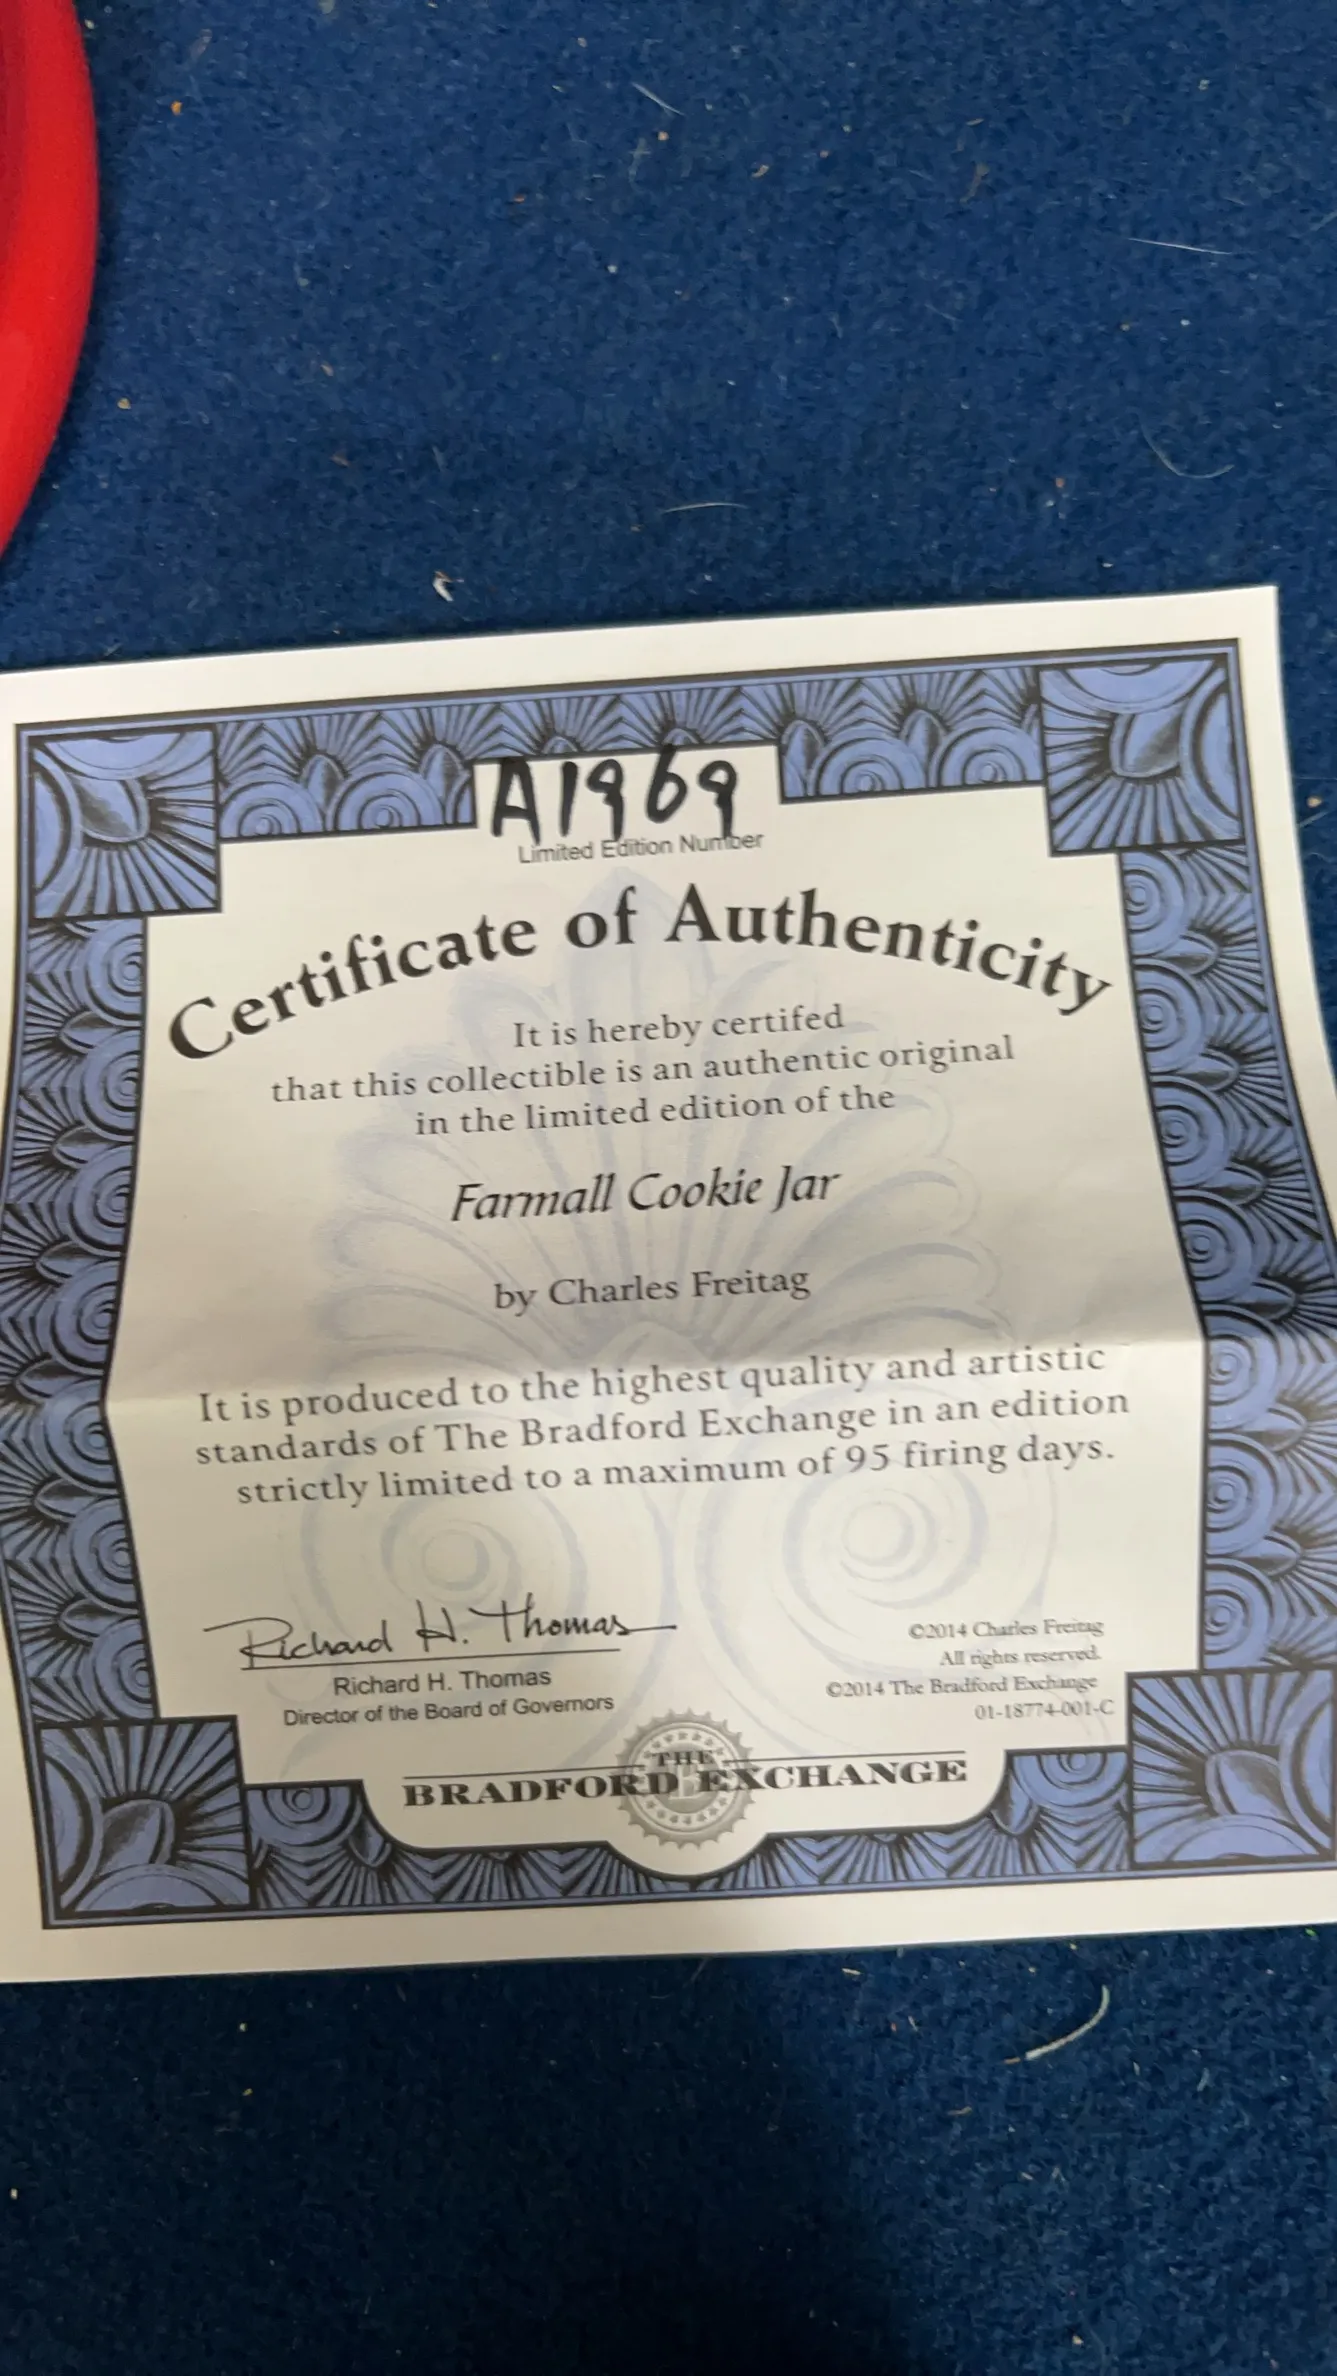 A1969
Limited Edition Number
Certificate of Authenticity
It is hereby certifed
that this collectible is an authentic original
in the limited edition of the
Farmall Cookie Jar
by Charles Freitag
It is produced to the highest quality and artistic
standards of The Bradford Exchange in an edition
strictly limited to a maximum of 95 firing days.
Richard H. Thomas
Richard H. Thomas
Director of the Board of Governors
©2014 Charles Freitag
All rights reserved.
©2014 The Bradford Exchange
01-18774-001-C
THE
BRADFORD EXCHANGE